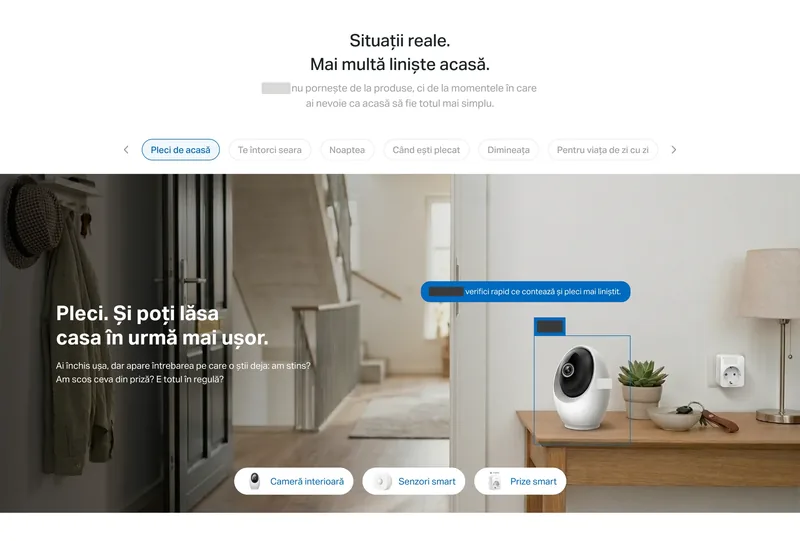 Situații reale.
Mai multă liniște acasă.
nu pornește de la produse, ci de la momentele în care
ai nevoie ca acasă să fie totul mai simplu.
Pleci de acasă
Te întorci seara
Noaptea
Când ești plecat
Dimineața
Pentru viața de zi cu zi
verifici rapid ce contează și pleci mai liniștit.
Pleci. Și poți lăsa
casa în urmă mai ușor.
Ai închis ușa, dar apare întrebarea pe care o știi deja: am stins?
Am scos ceva din priză? E totul în regulă?
Cameră interioară
Senzori smart
Prize smart